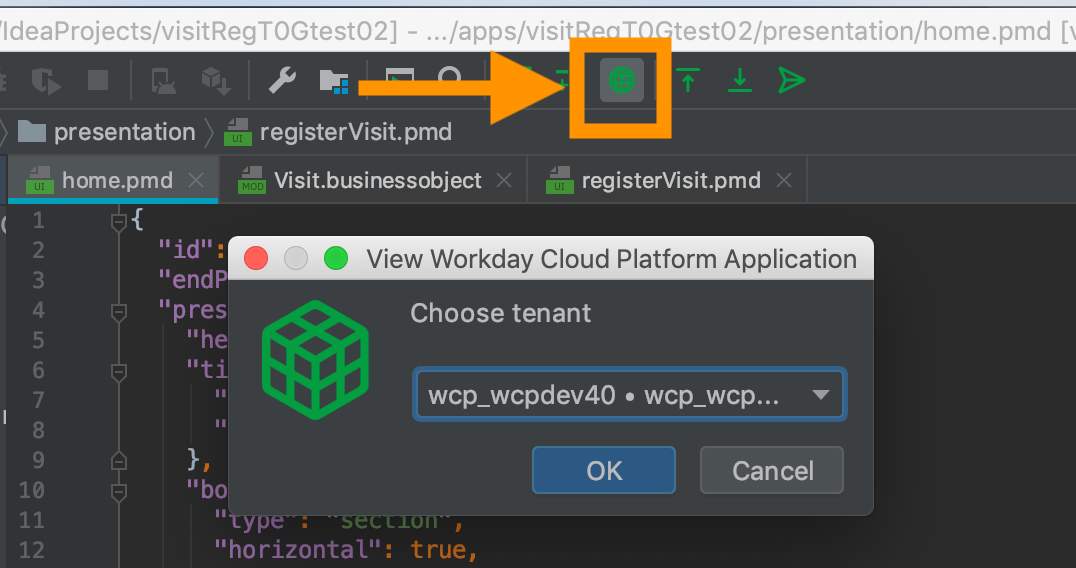 /IdeaProjects/visitRegT0Gtest02] - .../apps/visitRegT0Gtest02/presentation/home.pmd [v
presentation
UI
registerVisit.pmd
UI
home.pmd
MOD
Visit.businessobject
UI
registerVisit.pmd
1 {
2 "id":
3 "endP
4 "pres
5 "he
6 "ti
7 "
8 "
9 },
10 "bo
11 "type": "section",
12 "horizontal": true,
View Workday Cloud Platform Application
Choose tenant
wcp_wcpdev40 • wcp_wcp...
OK
Cancel